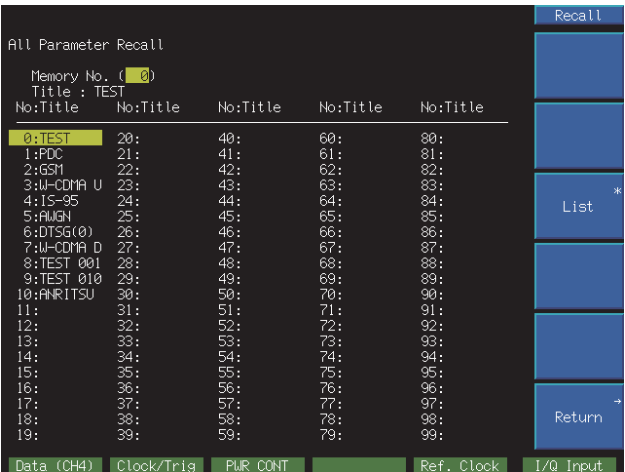 Recall
All Parameter Recall
Memory No. ( 0)
Title : TEST
No:Title No:Title No:Title No:Title No:Title
0:TEST 20: 40: 60: 80:
1:PDC 21: 41: 61: 81:
2:GSM 22: 42: 62: 82:
3:W-CDMA U 23: 43: 63: 83:
4:IS-95 24: 44: 64: 84:
5:AWGN 25: 45: 65: 85:
6:DTSG(0) 26: 46: 66: 86:
7:W-CDMA D 27: 47: 67: 87:
8:TEST 001 28: 48: 68: 88:
9:TEST 010 29: 49: 69: 89:
10:ANRITSU 30: 50: 70: 90:
11: 31: 51: 71: 91:
12: 32: 52: 72: 92:
13: 33: 53: 73: 93:
14: 34: 54: 74: 94:
15: 35: 55: 75: 95:
16: 36: 56: 76: 96:
17: 37: 57: 77: 97:
18: 38: 58: 78: 98:
19: 39: 59: 79: 99:
*
List
→
Return
Data (CH4) Clock/Trig PWR CONT Ref. Clock I/Q Input